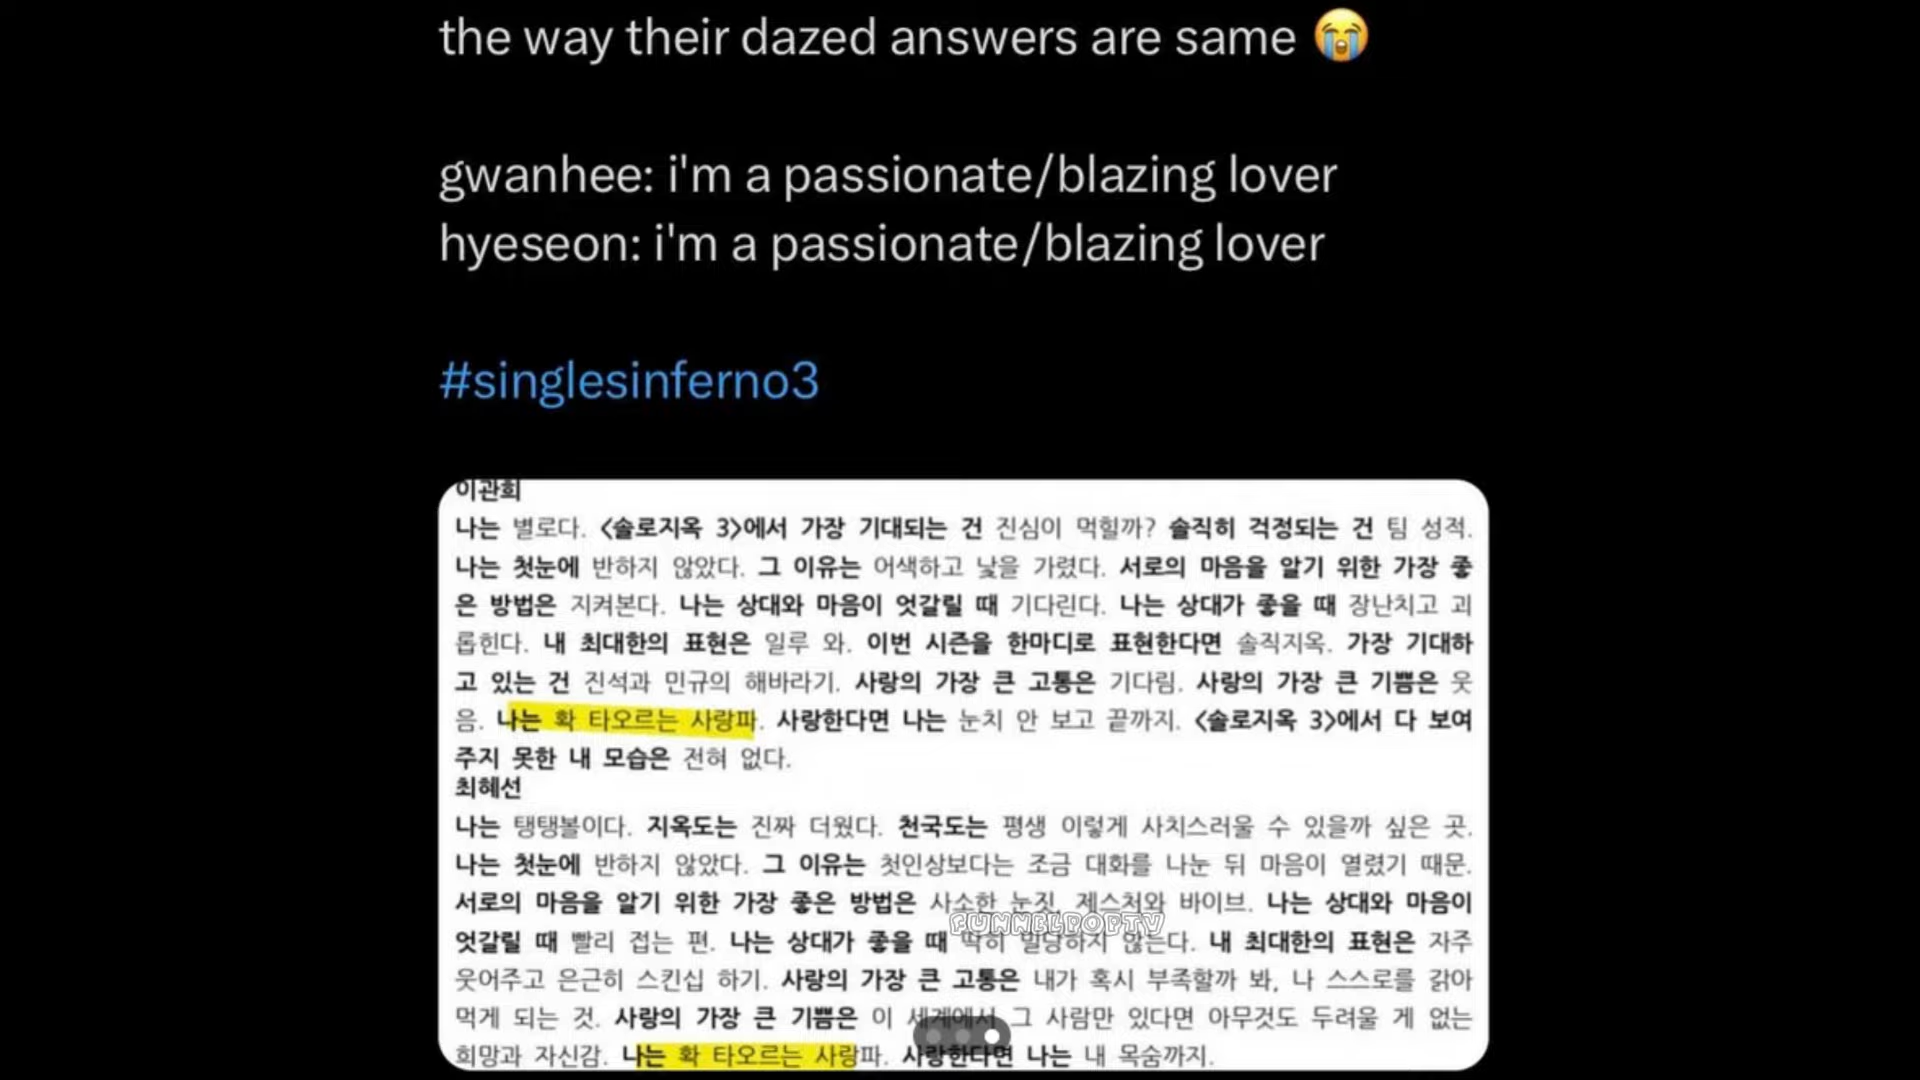 the way their dazed answers are same 😭
gwanhee: i'm a passionate/blazing lover
hyeseon: i'm a passionate/blazing lover
#singlesinferno3
이관희
나는 별로다. <솔로지옥 3>에서 가장 기대되는 건 진심이 먹힐까? 솔직히 걱정되는 건 팀 성적.
나는 첫눈에 반하지 않았다. 그 이유는 어색하고 낯을 가렸다. 서로의 마음을 알기 위한 가장 좋
은 방법은 지켜본다. 나는 상대와 마음이 엇갈릴 때 기다린다. 나는 상대가 좋을 때 장난치고 괴
롭힌다. 내 최대한의 표현은 일루 와. 이번 시즌을 한마디로 표현한다면 솔직지옥. 가장 기대하
고 있는 건 진석과 민규의 해바라기. 사랑의 가장 큰 고통은 기다림. 사랑의 가장 큰 기쁨은 웃
음. 나는 확 타오르는 사랑파. 사랑한다면 나는 눈치 안 보고 끝까지. <솔로지옥 3>에서 다 보여
주지 못한 내 모습은 전혀 없다.
최혜선
나는 탱탱볼이다. 지옥도는 진짜 더웠다. 천국도는 평생 이렇게 사치스러울 수 있을까 싶은 곳.
나는 첫눈에 반하지 않았다. 그 이유는 첫인상보다는 조금 대화를 나눈 뒤 마음이 열렸기 때문.
서로의 마음을 알기 위한 가장 좋은 방법은 사소한 눈짓, 제스처와 바이브. 나는 상대와 마음이
FUNNELPOPTV
엇갈릴 때 빨리 접는 편. 나는 상대가 좋을 때 딱히 밀당하지 않는다. 내 최대한의 표현은 자주
웃어주고 은근히 스킨십 하기. 사랑의 가장 큰 고통은 내가 혹시 부족할까 봐, 나 스스로를 갉아
먹게 되는 것. 사랑의 가장 큰 기쁨은 이 세계에서 그 사람만 있다면 아무것도 두려울 게 없는
희망과 자신감. 나는 확 타오르는 사랑파. 사랑한다면 나는 내 목숨까지.